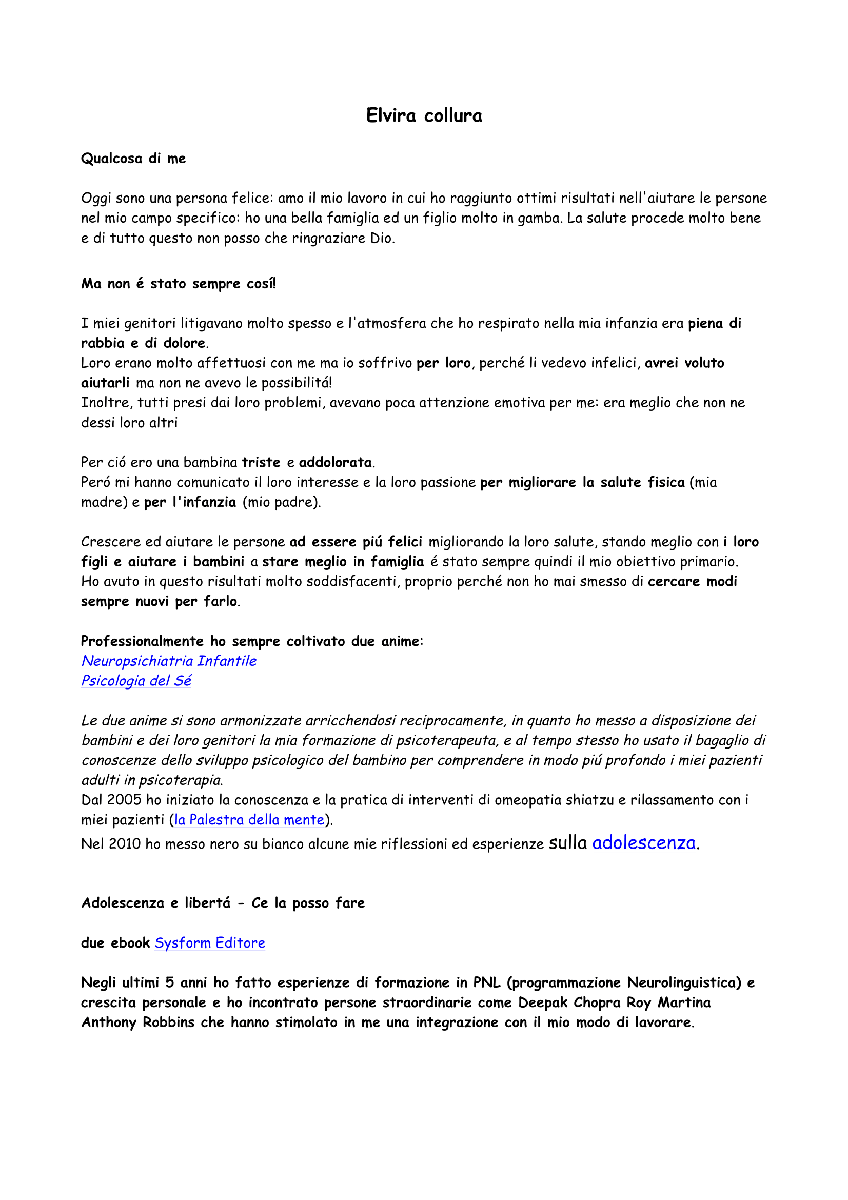 Elvira collura
Qualcosa di me
Oggi sono una persona felice: amo il mio lavoro in cui ho raggiunto ottimi risultati nell'aiutare le persone
nel mio campo specifico: ho una bella famiglia ed un figlio molto in gamba. La salute procede molto bene
e di tutto questo non posso che ringraziare Dio.
Ma non é stato sempre cosí!
I miei genitori litigavano molto spesso e l'atmosfera che ho respirato nella mia infanzia era piena di
rabbia e di dolore.
Loro erano molto affettuosi con me ma io soffrivo per loro, perché li vedevo infelici, avrei voluto
aiutarli ma non ne avevo le possibilitá!
Inoltre, tutti presi dai loro problemi, avevano poca attenzione emotiva per me: era meglio che non ne
dessi loro altri
Per ció ero una bambina triste e addolorata.
Peró mi hanno comunicato il loro interesse e la loro passione per migliorare la salute fisica (mia
madre) e per l'infanzia (mio padre).
Crescere ed aiutare le persone ad essere piú felici migliorando la loro salute, stando meglio con i loro
figli e aiutare i bambini a stare meglio in famiglia é stato sempre quindi il mio obiettivo primario.
Ho avuto in questo risultati molto soddisfacenti, proprio perché non ho mai smesso di cercare modi
sempre nuovi per farlo.
Professionalmente ho sempre coltivato due anime:
Neuropsichiatria Infantile
Psicologia del Sé
Le due anime si sono armonizzate arricchendosi reciprocamente, in quanto ho messo a disposizione dei
bambini e dei loro genitori la mia formazione di psicoterapeuta, e al tempo stesso ho usato il bagaglio di
conoscenze dello sviluppo psicologico del bambino per comprendere in modo piú profondo i miei pazienti
adulti in psicoterapia.
Dal 2005 ho iniziato la conoscenza e la pratica di interventi di omeopatia shiatzu e rilassamento con i
miei pazienti (la Palestra della mente).
Nel 2010 ho messo nero su bianco alcune mie riflessioni ed esperienze sulla adolescenza.
Adolescenza e libertá - Ce la posso fare
due ebook Sysform Editore
Negli ultimi 5 anni ho fatto esperienze di formazione in PNL (programmazione Neurolinguistica) e
crescita personale e ho incontrato persone straordinarie come Deepak Chopra Roy Martina
Anthony Robbins che hanno stimolato in me una integrazione con il mio modo di lavorare.